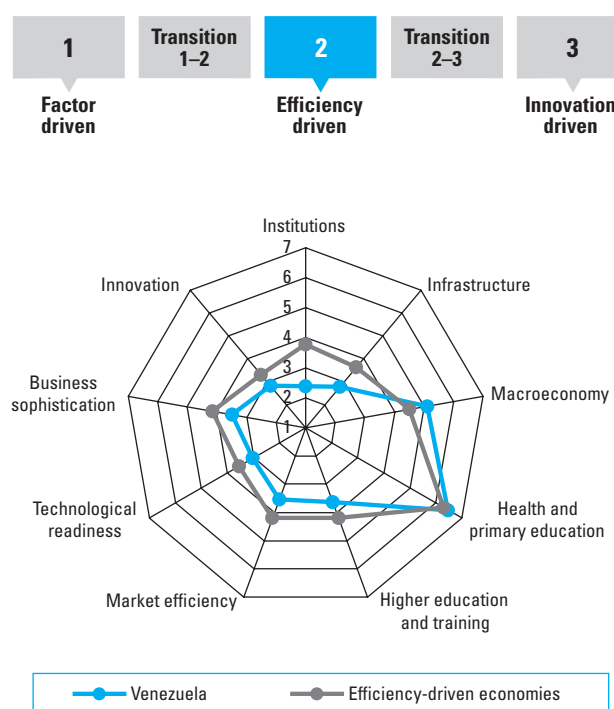 1
Transition
1–2
2
Transition
2–3
3
Factor
driven
Efficiency
driven
Innovation
driven
Institutions
7
6
5
4
3
2
1
Infrastructure
Macroeconomy
Health and
primary education
Higher education
and training
Market efficiency
Technological
readiness
Business
sophistication
Innovation
Venezuela
Efficiency-driven economies